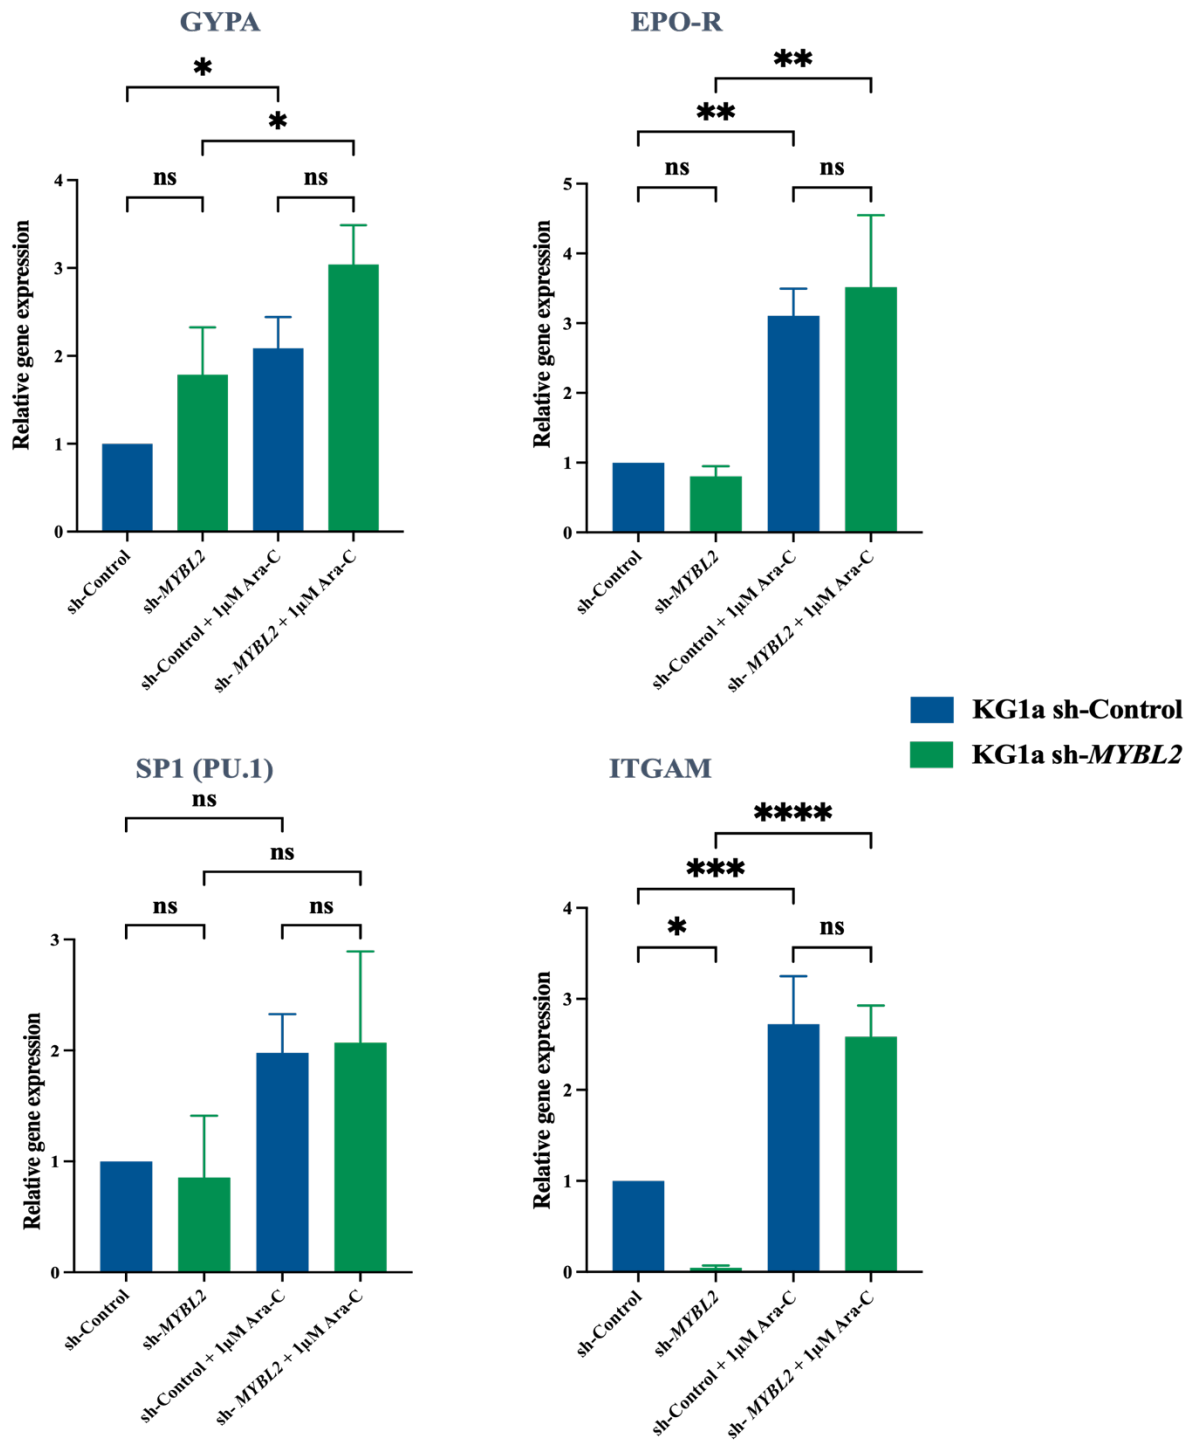 GYPA
*
*
ns
ns
Relative gene expression
4
3
2
1
0
sh-Control
sh-MYBL2
sh-Control + 1µM Ara-C
sh- MYBL2 + 1µM Ara-C
EPO-R
**
**
ns
ns
Relative gene expression
5
4
3
2
1
0
sh-Control
sh-MYBL2
sh-Control + 1µM Ara-C
sh- MYBL2 + 1µM Ara-C
KG1a sh-Control
KG1a sh-MYBL2
SP1 (PU.1)
ns
ns
ns
ns
Relative gene expression
3
2
1
0
sh-Control
sh-MYBL2
sh-Control + 1µM Ara-C
sh- MYBL2 + 1µM Ara-C
ITGAM
****
***
*
ns
Relative gene expression
4
3
2
1
0
sh-Control
sh-MYBL2
sh-Control + 1µM Ara-C
sh- MYBL2 + 1µM Ara-C